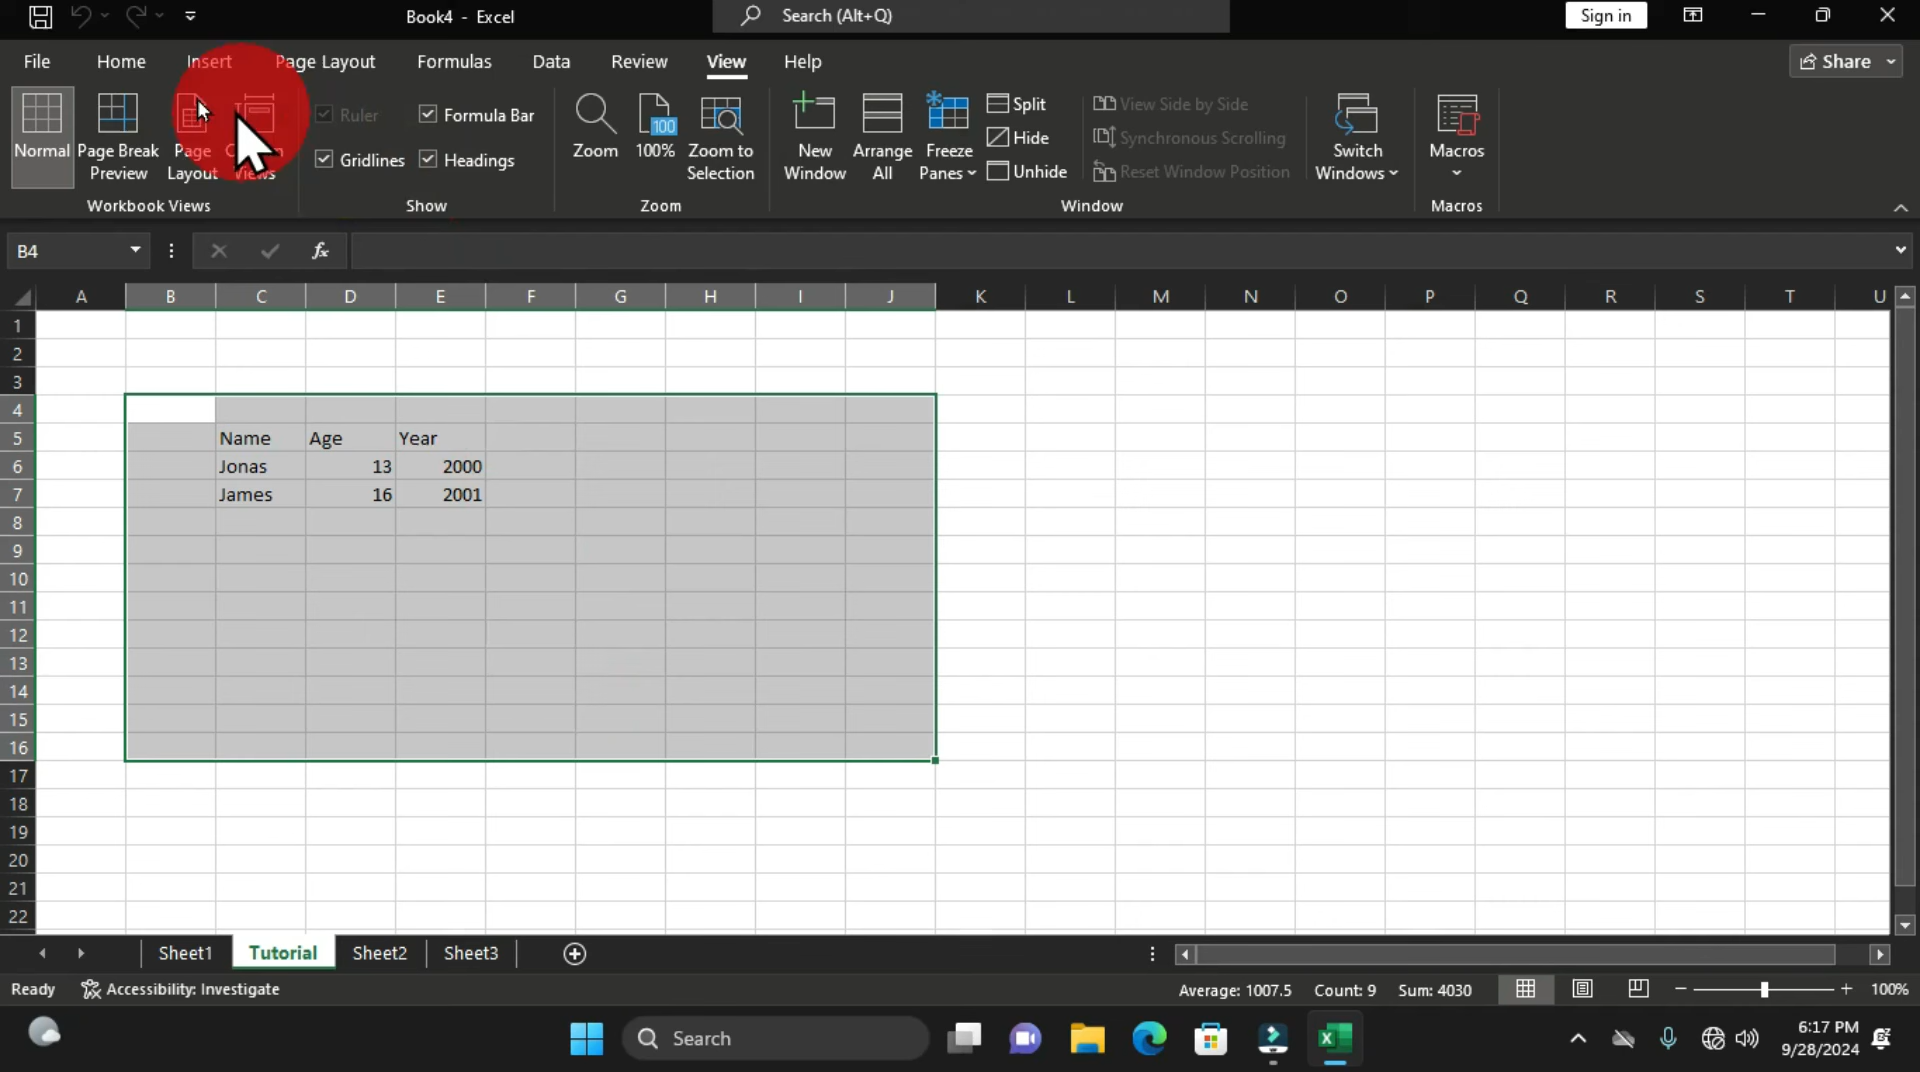 Book4 - Excel
Search (Alt+Q)
Sign in
File Home Insert Page Layout Formulas Data Review View Help
Share
Normal
Page Break Preview
Page Layout
Views
Workbook Views
Ruler
Formula Bar
Gridlines
Headings
Show
Zoom
100
100%
Zoom to Selection
Zoom
New Window
Arrange All
Freeze Panes
Split
Hide
Unhide
View Side by Side
Synchronous Scrolling
Reset Window Position
Window
Switch Windows
Macros
Macros
B4
fx
A B C D E F G H I J K L M N O P Q R S T U
1
2
3
4
5 Name Age Year
6 Jonas 13 2000
7 James 16 2001
8
9
10
11
12
13
14
15
16
17
18
19
20
21
22
Sheet1 Tutorial Sheet2 Sheet3
Ready
Accessibility: Investigate
Average: 1007.5 Count: 9 Sum: 4030
100%
Search
6:17 PM
9/28/2024